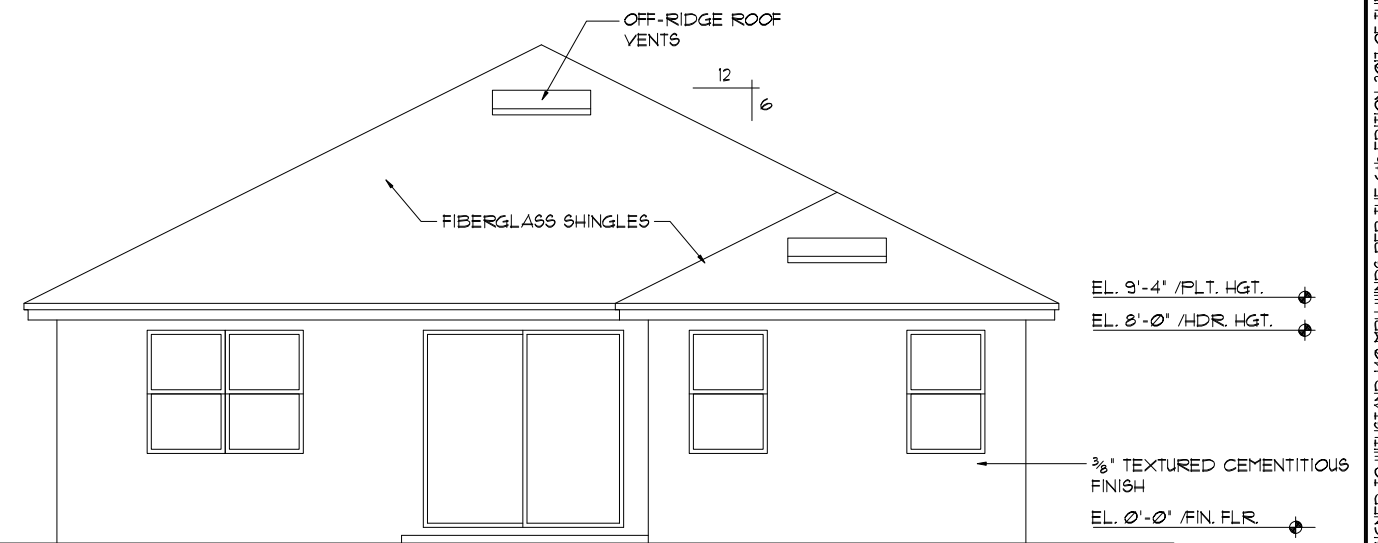 OFF-RIDGE ROOF
VENTS
12
6
FIBERGLASS SHINGLES
EL. 9'-4" /PLT. HGT.
EL. 8'-0" /HDR. HGT.
3/8" TEXTURED CEMENTITIOUS
FINISH
EL. 0'-0" /FIN. FLR.